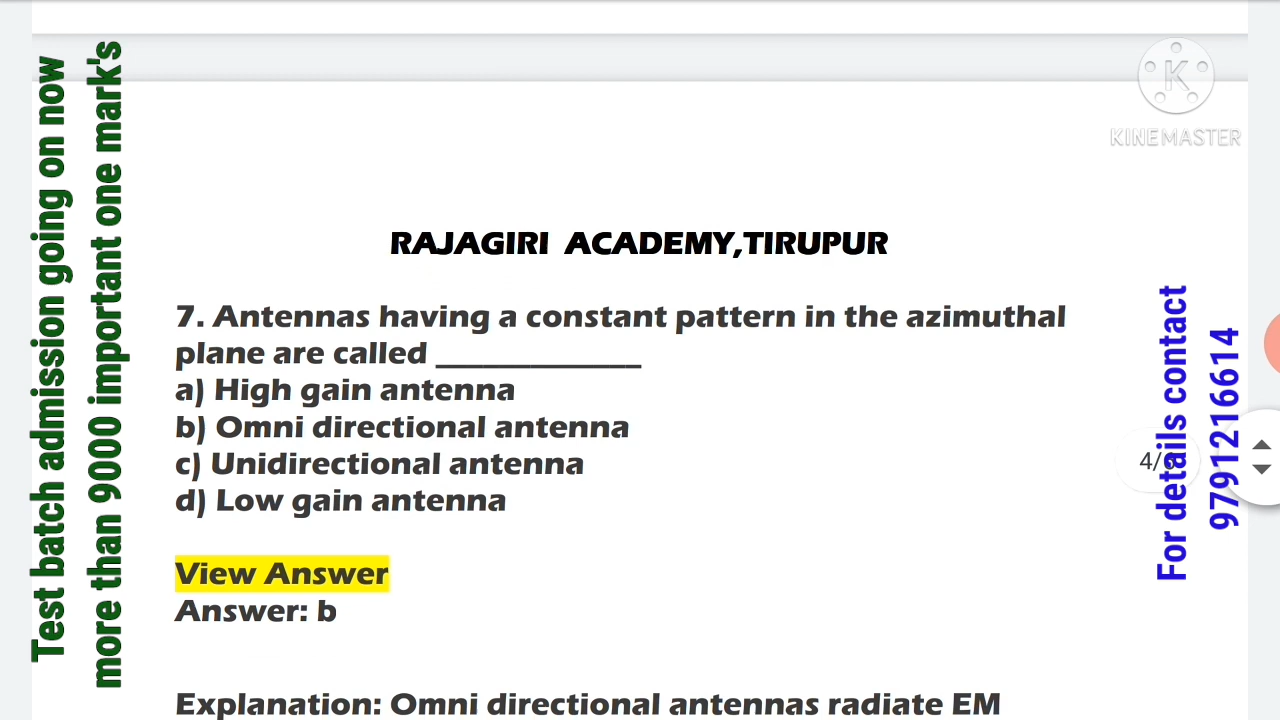 Test batch admission going on now
more than 9000 important one mark's
KINEMASTER
RAJAGIRI ACADEMY,TIRUPUR
7. Antennas having a constant pattern in the azimuthal
plane are called _____________
a) High gain antenna
b) Omni directional antenna
c) Unidirectional antenna
d) Low gain antenna
View Answer
Answer: b
Explanation: Omni directional antennas radiate EM
4/
For details contact
9791216614